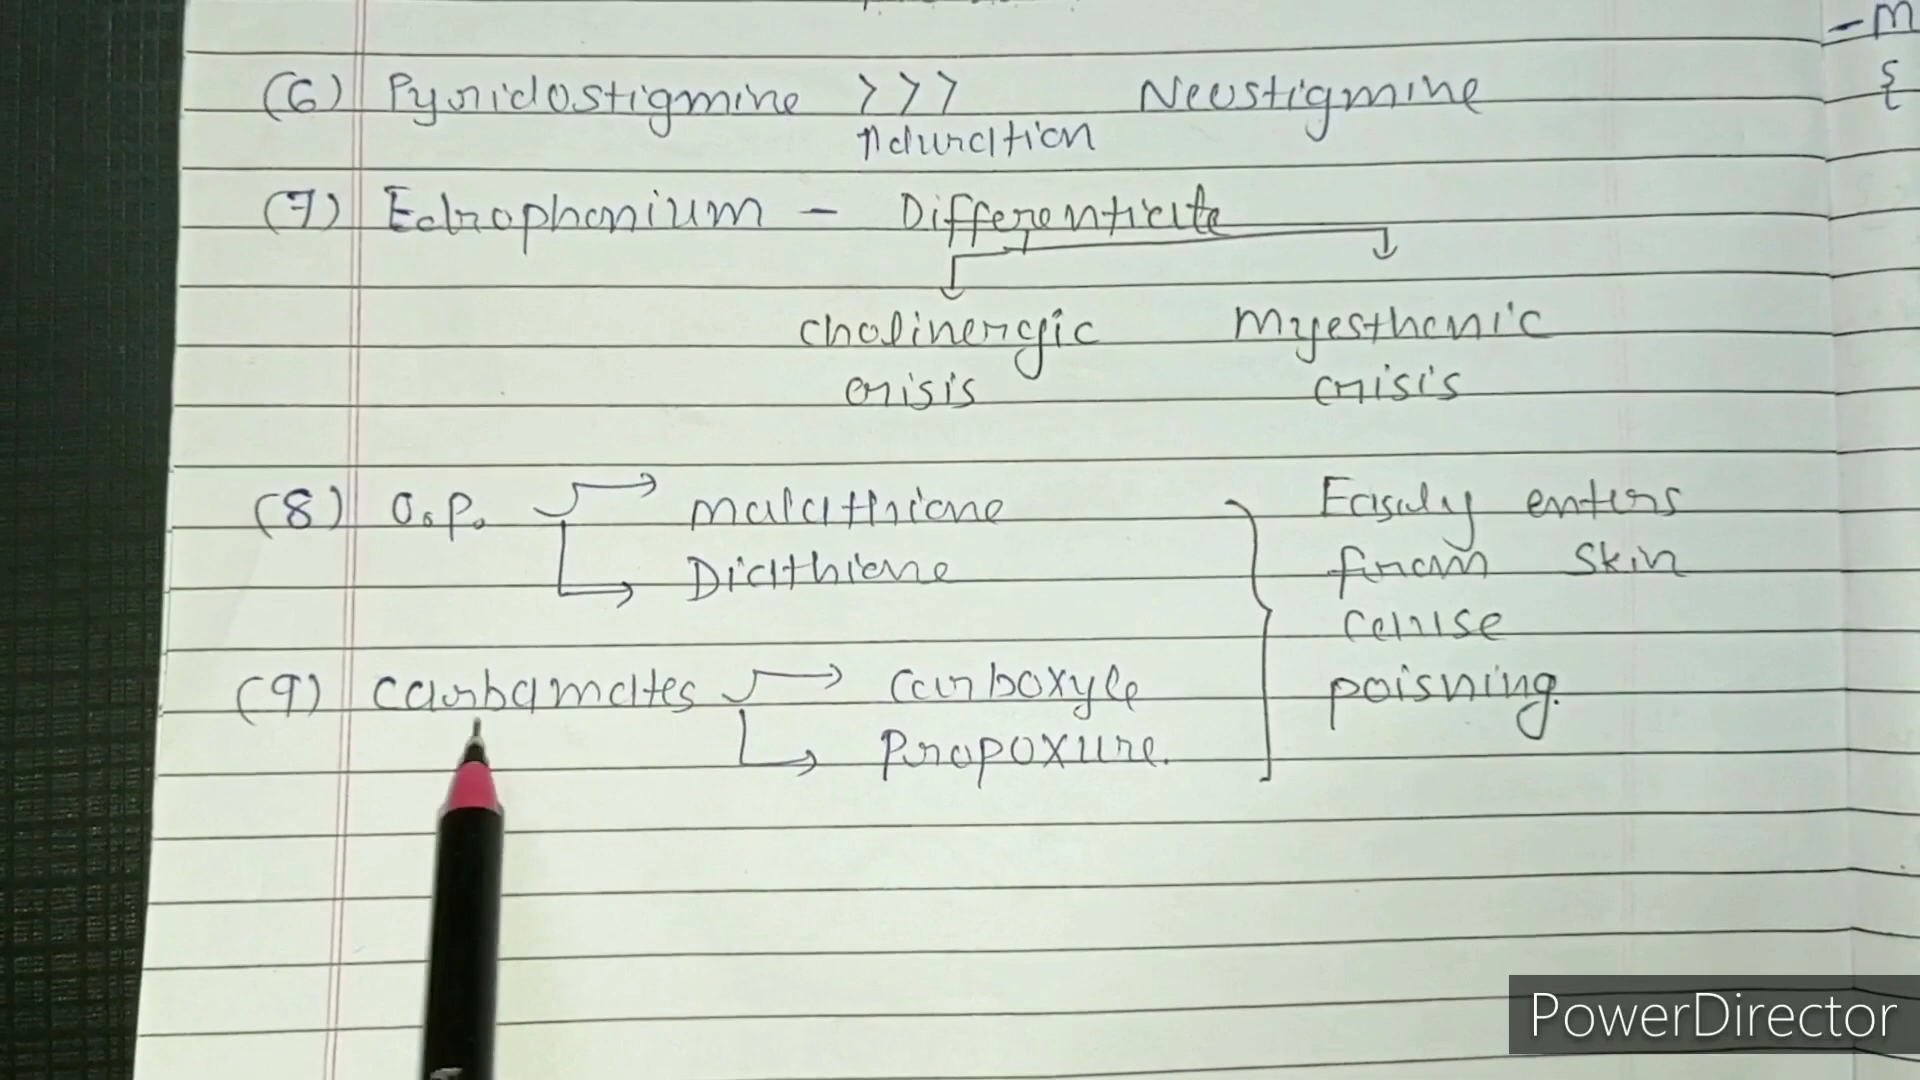 - m
(6) Pyridostigmine >>> Neostigmine
↑duration
(7) Edrophonium - Differentiate
cholinergic myesthenic
crisis crisis
(8) O.P. → malathione Easily enters
→ Diathione from skin
cause
(9) carbamates → carboxyle poisning.
→ Propoxure.
PowerDirector